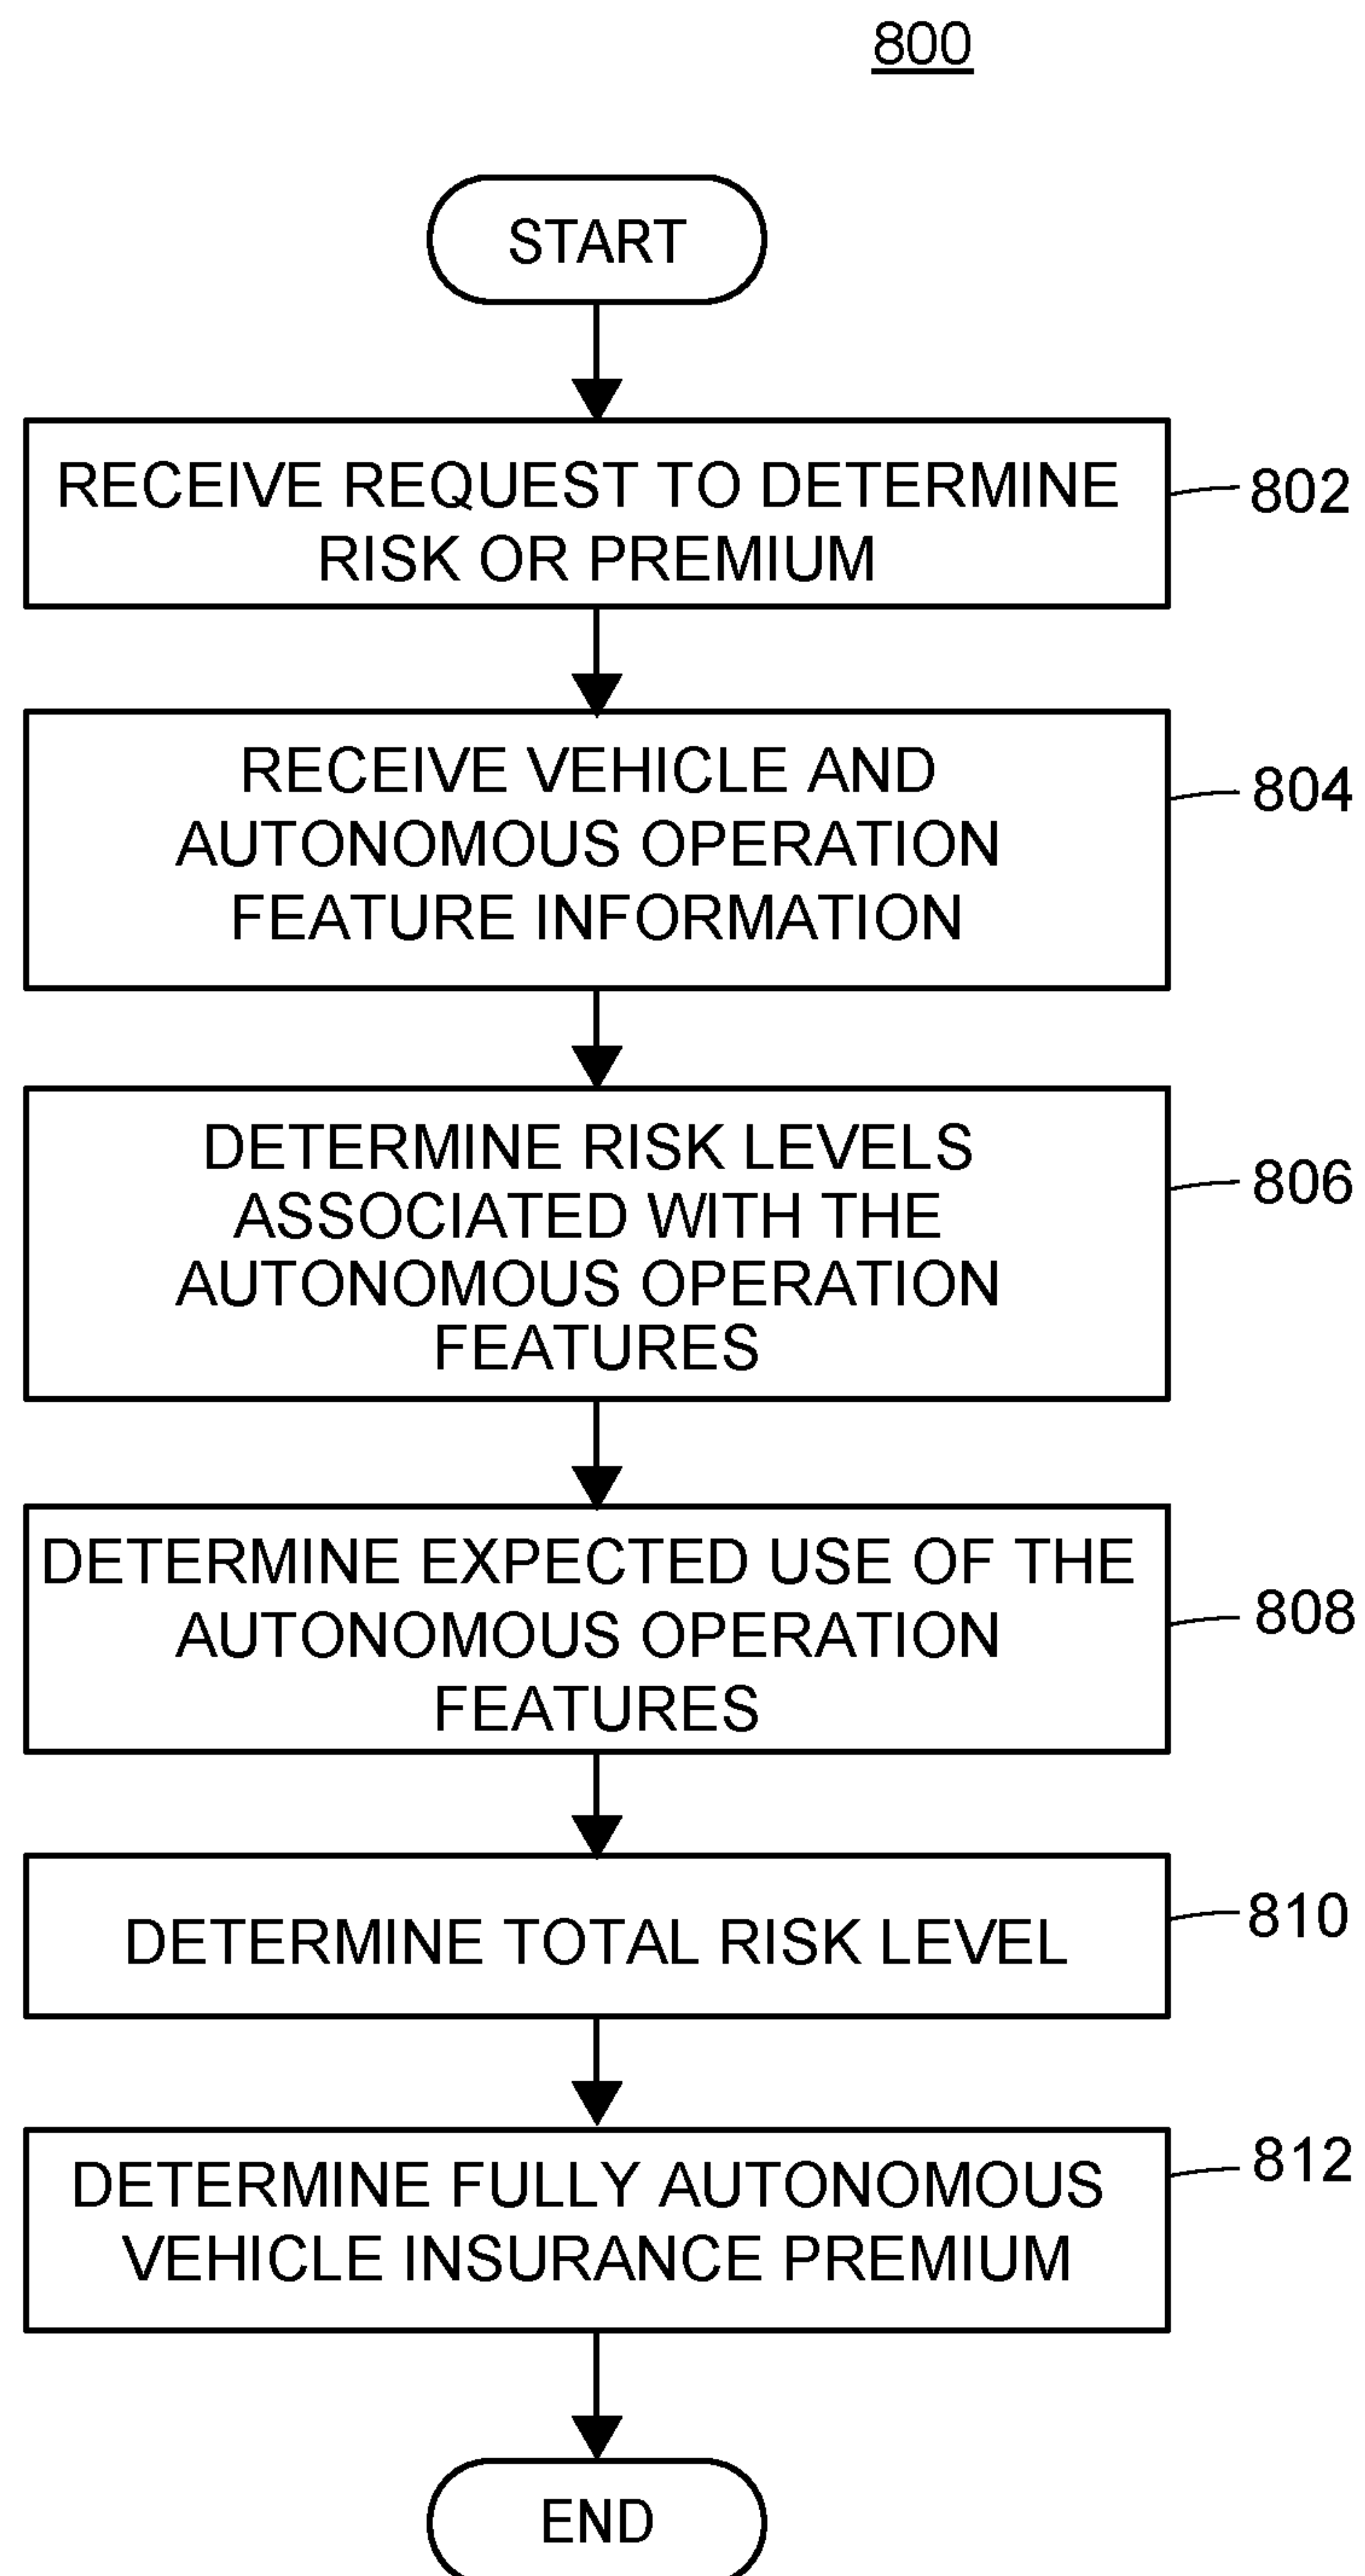 800
START
RECEIVE REQUEST TO DETERMINE
RISK OR PREMIUM
802
RECEIVE VEHICLE AND
AUTONOMOUS OPERATION
FEATURE INFORMATION
804
DETERMINE RISK LEVELS
ASSOCIATED WITH THE
AUTONOMOUS OPERATION
FEATURES
806
DETERMINE EXPECTED USE OF THE
AUTONOMOUS OPERATION
FEATURES
808
DETERMINE TOTAL RISK LEVEL
810
DETERMINE FULLY AUTONOMOUS
VEHICLE INSURANCE PREMIUM
812
END